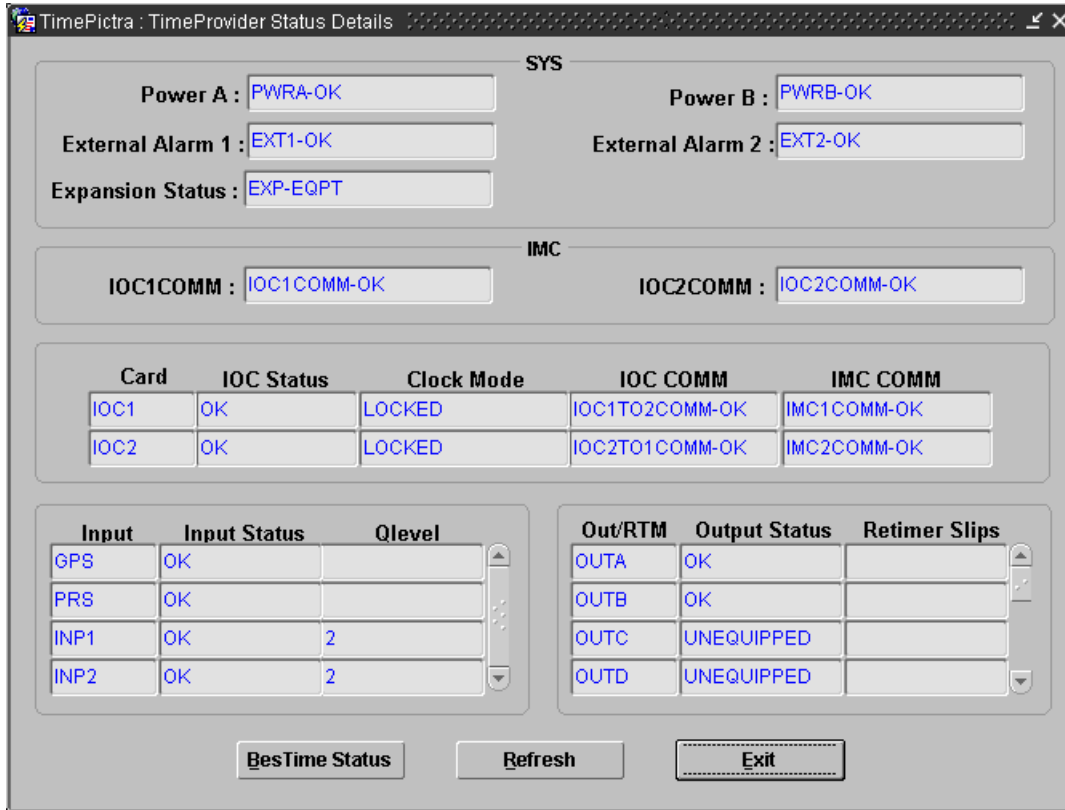 TimePictra : TimeProvider Status Details
SYS
Power A : PWRA-OK Power B : PWRB-OK
External Alarm 1 : EXT1-OK External Alarm 2 : EXT2-OK
Expansion Status : EXP-EQPT
IMC
IOC1COMM : IOC1COMM-OK IOC2COMM : IOC2COMM-OK
Card IOC Status Clock Mode IOC COMM IMC COMM
IOC1 OK LOCKED IOC1TO2COMM-OK IMC1COMM-OK
IOC2 OK LOCKED IOC2TO1COMM-OK IMC2COMM-OK
Input Input Status Qlevel
GPS OK
PRS OK
INP1 OK 2
INP2 OK 2
Out/RTM Output Status Retimer Slips
OUTA OK
OUTB OK
OUTC UNEQUIPPED
OUTD UNEQUIPPED
BesTime Status Refresh Exit